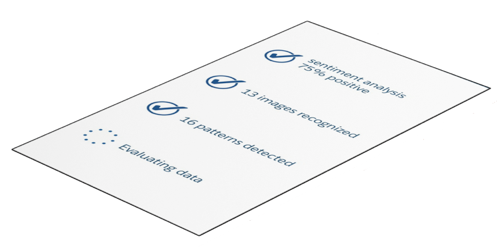 sentiment analysis
75% positive
13 images recognized
16 patterns detected
Evaluating data